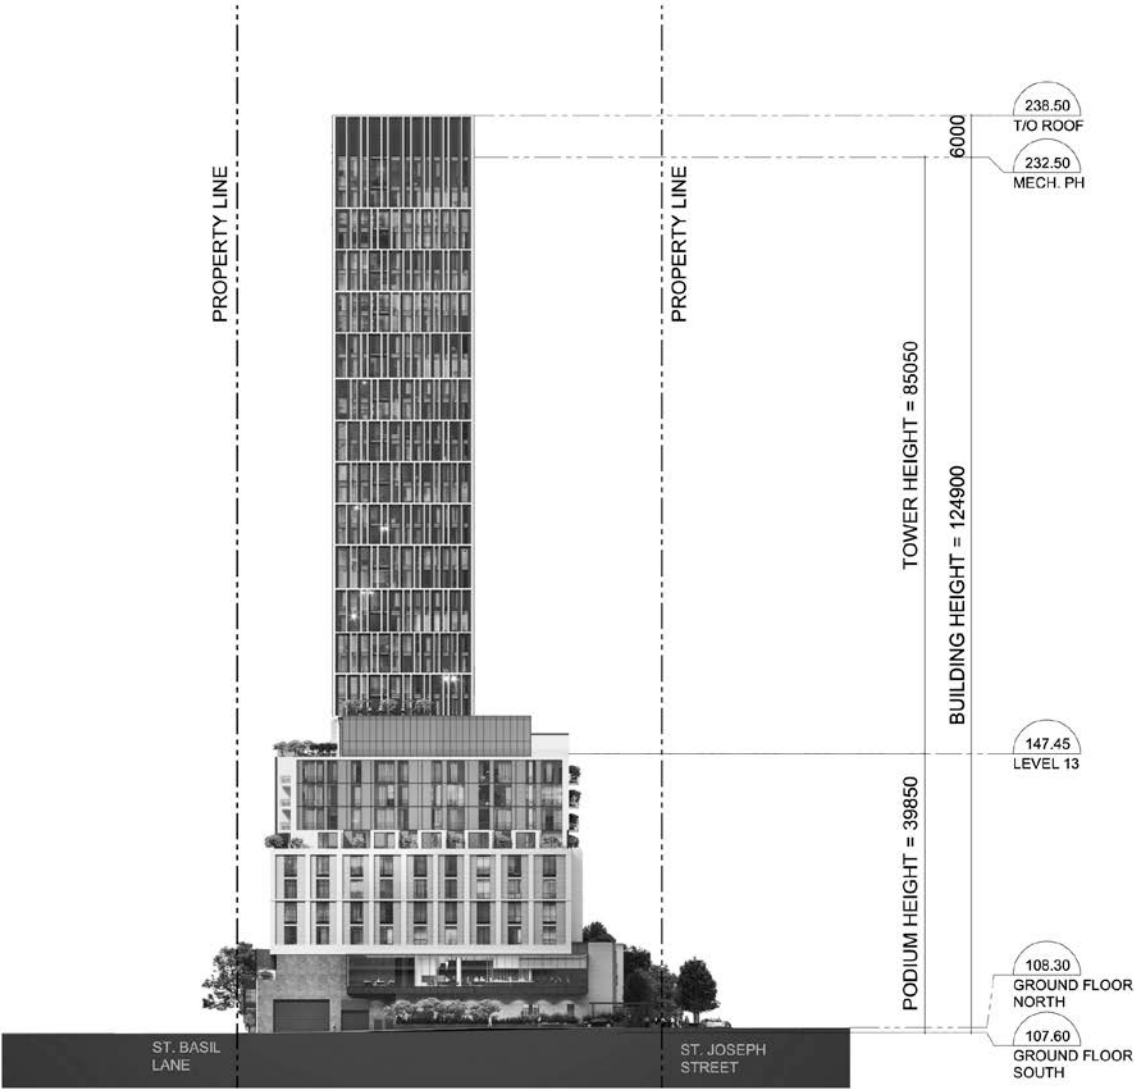 238.50
T/O ROOF
6000
232.50
MECH. PH
PROPERTY LINE
PROPERTY LINE
TOWER HEIGHT = 85050
BUILDING HEIGHT = 124900
147.45
LEVEL 13
PODIUM HEIGHT = 39850
108.30
GROUND FLOOR
NORTH
107.60
GROUND FLOOR
SOUTH
ST. BASIL
LANE
ST. JOSEPH
STREET